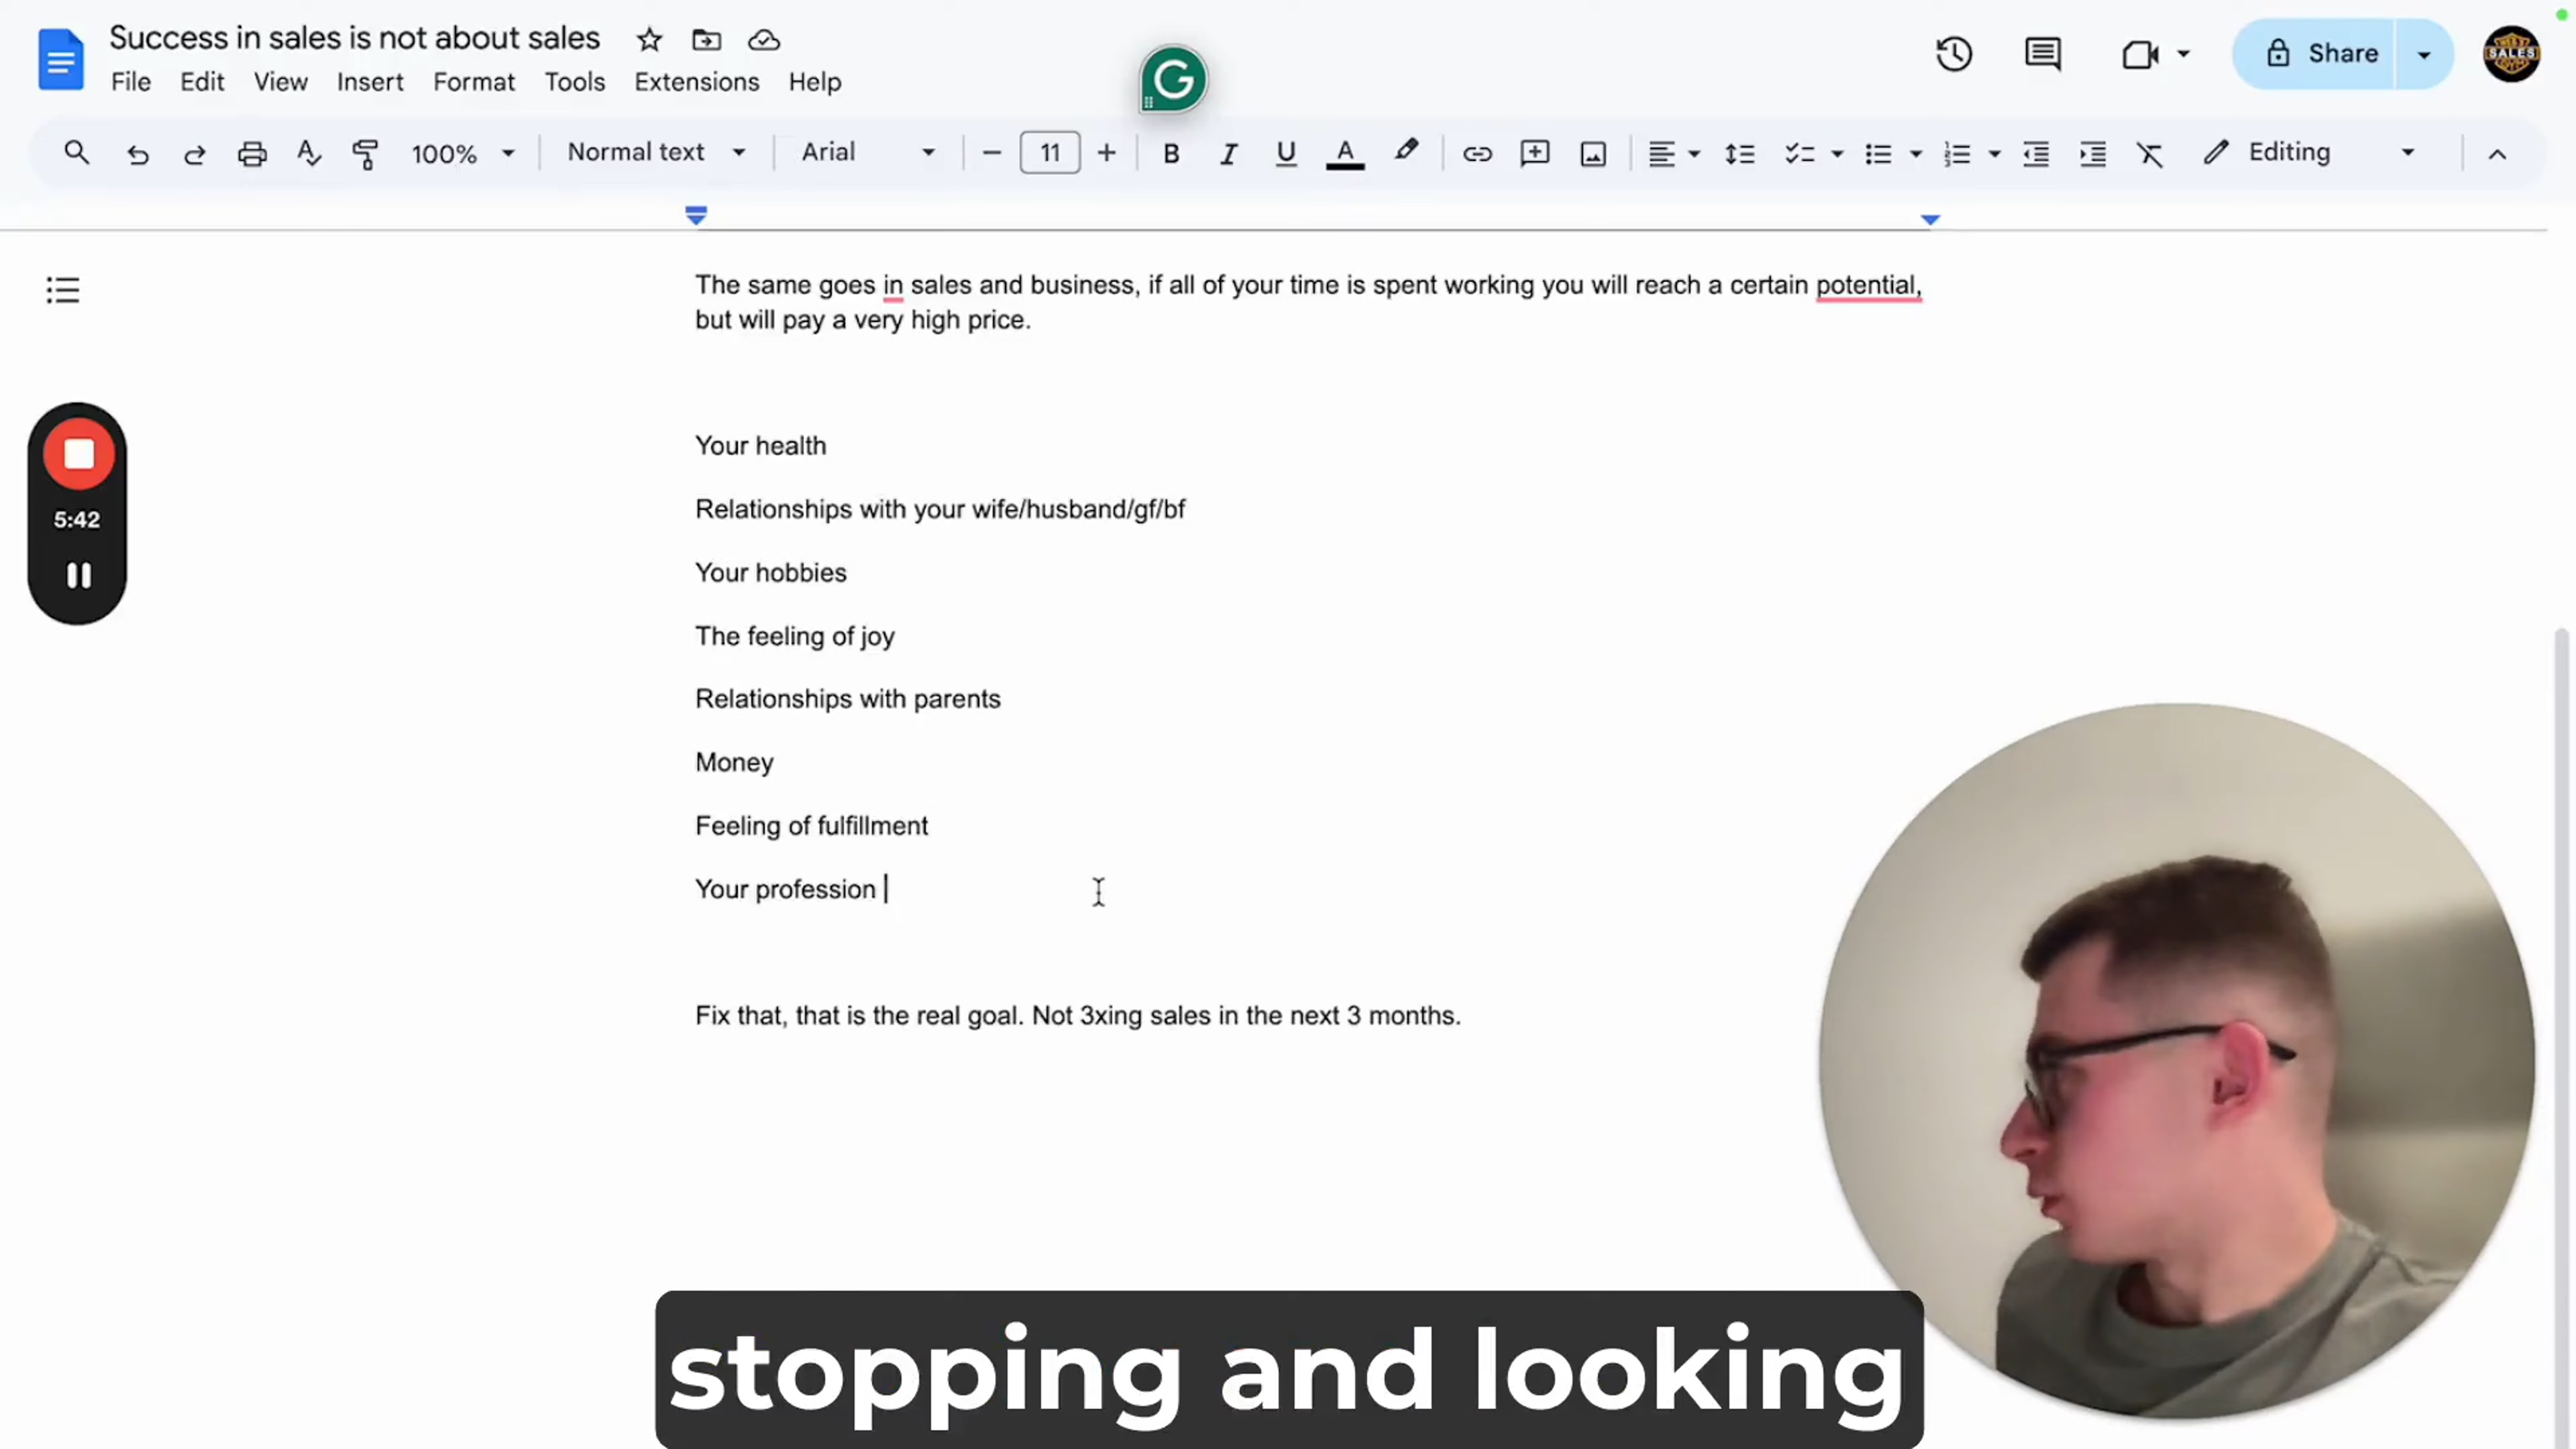 Success in sales is not about sales
File Edit View Insert Format Tools Extensions Help
Share
SALES
GYM
100% Normal text Arial 11 B I U A Editing
The same goes in sales and business, if all of your time is spent working you will reach a certain potential,
but will pay a very high price.
Your health
Relationships with your wife/husband/gf/bf
5:42
Your hobbies
The feeling of joy
Relationships with parents
Money
Feeling of fulfillment
Your profession
Fix that, that is the real goal. Not 3xing sales in the next 3 months.
stopping and looking